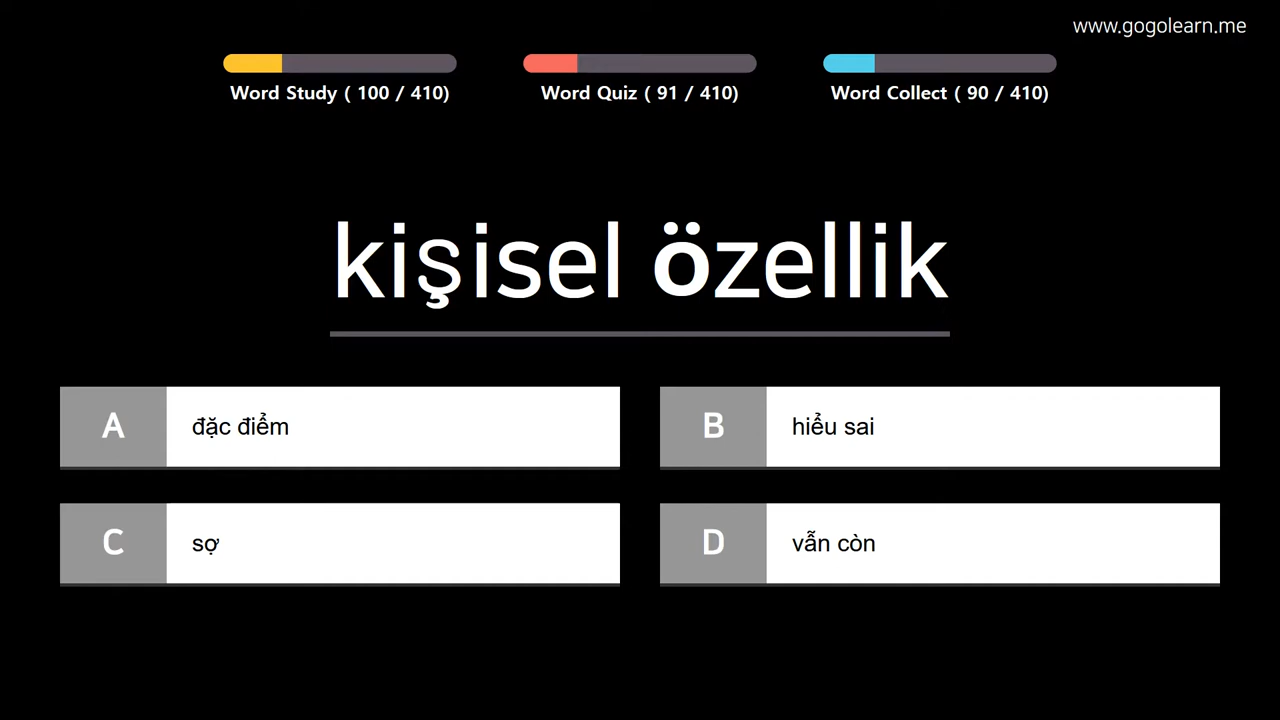 www.gogolearn.me
Word Study ( 100 / 410)
Word Quiz ( 91 / 410)
Word Collect ( 90 / 410)
kişisel özellik
A đặc điểm
B hiểu sai
C sợ
D vẫn còn